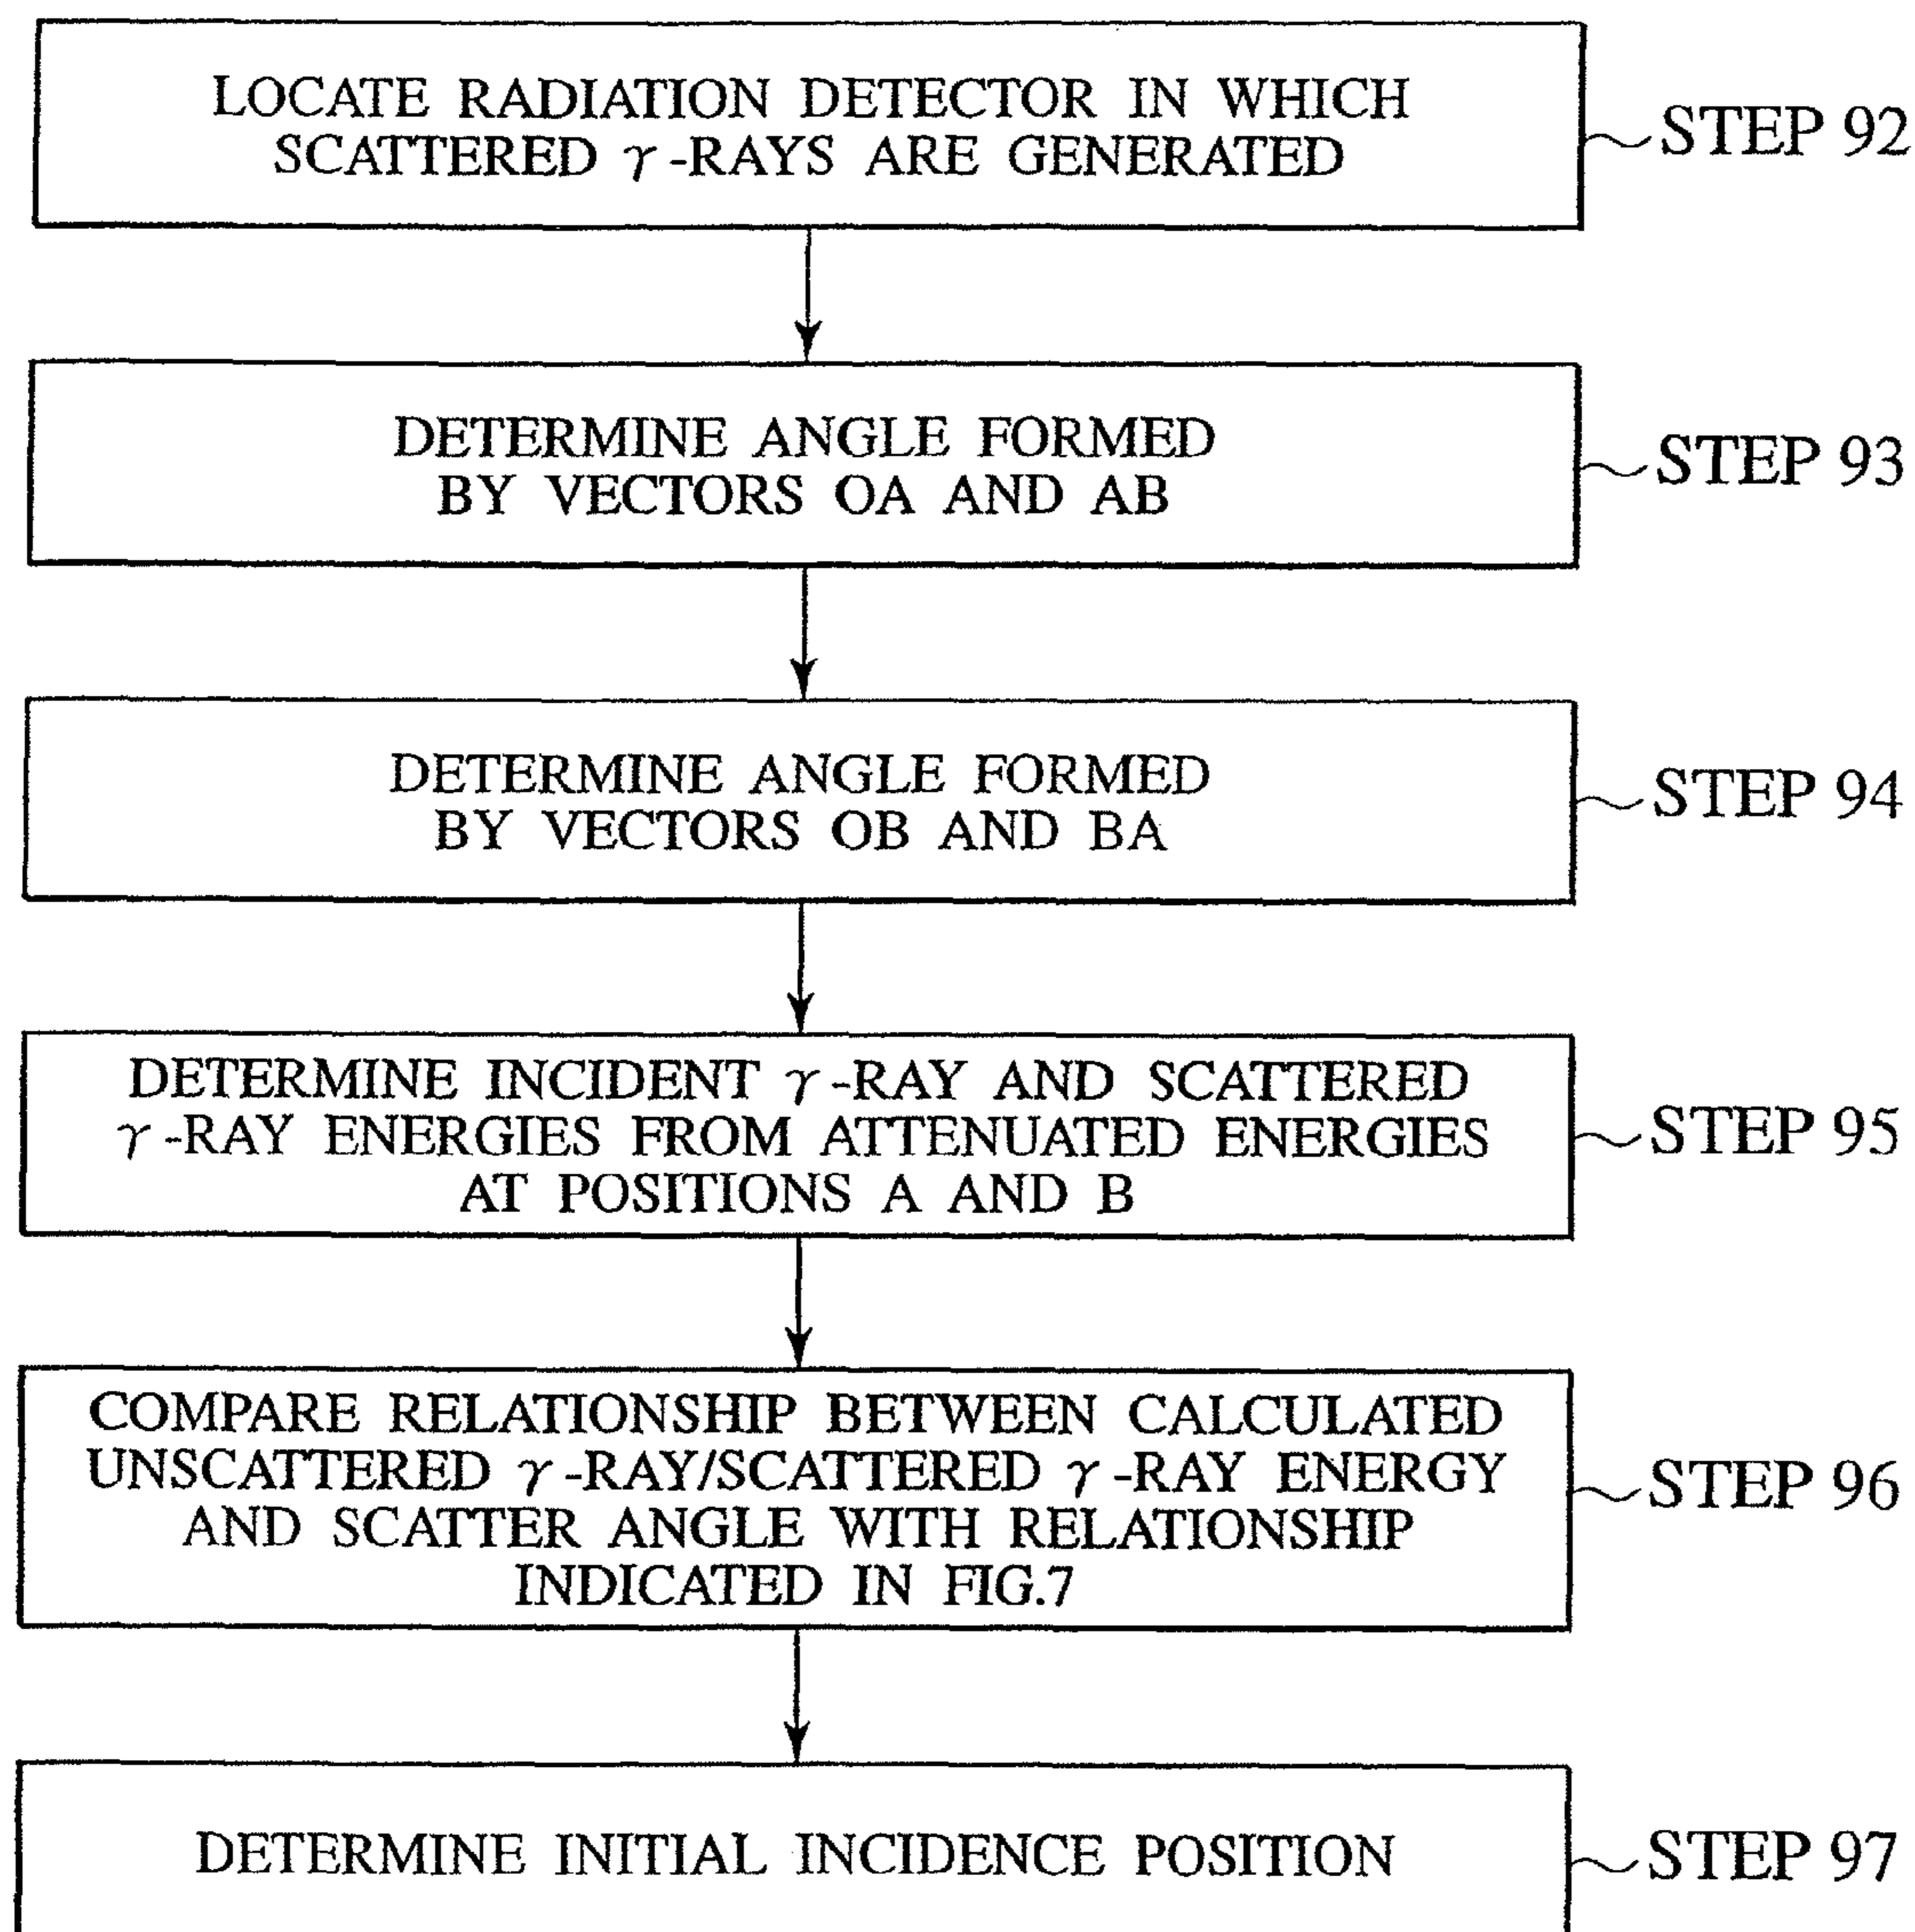 LOCATE RADIATION DETECTOR IN WHICH
SCATTERED γ-RAYS ARE GENERATED
STEP 92
DETERMINE ANGLE FORMED
BY VECTORS OA AND AB
STEP 93
DETERMINE ANGLE FORMED
BY VECTORS OB AND BA
STEP 94
DETERMINE INCIDENT γ-RAY AND SCATTERED
γ-RAY ENERGIES FROM ATTENUATED ENERGIES
AT POSITIONS A AND B
STEP 95
COMPARE RELATIONSHIP BETWEEN CALCULATED
UNSCATTERED γ-RAY/SCATTERED γ-RAY ENERGY
AND SCATTER ANGLE WITH RELATIONSHIP
INDICATED IN FIG.7
STEP 96
DETERMINE INITIAL INCIDENCE POSITION
STEP 97